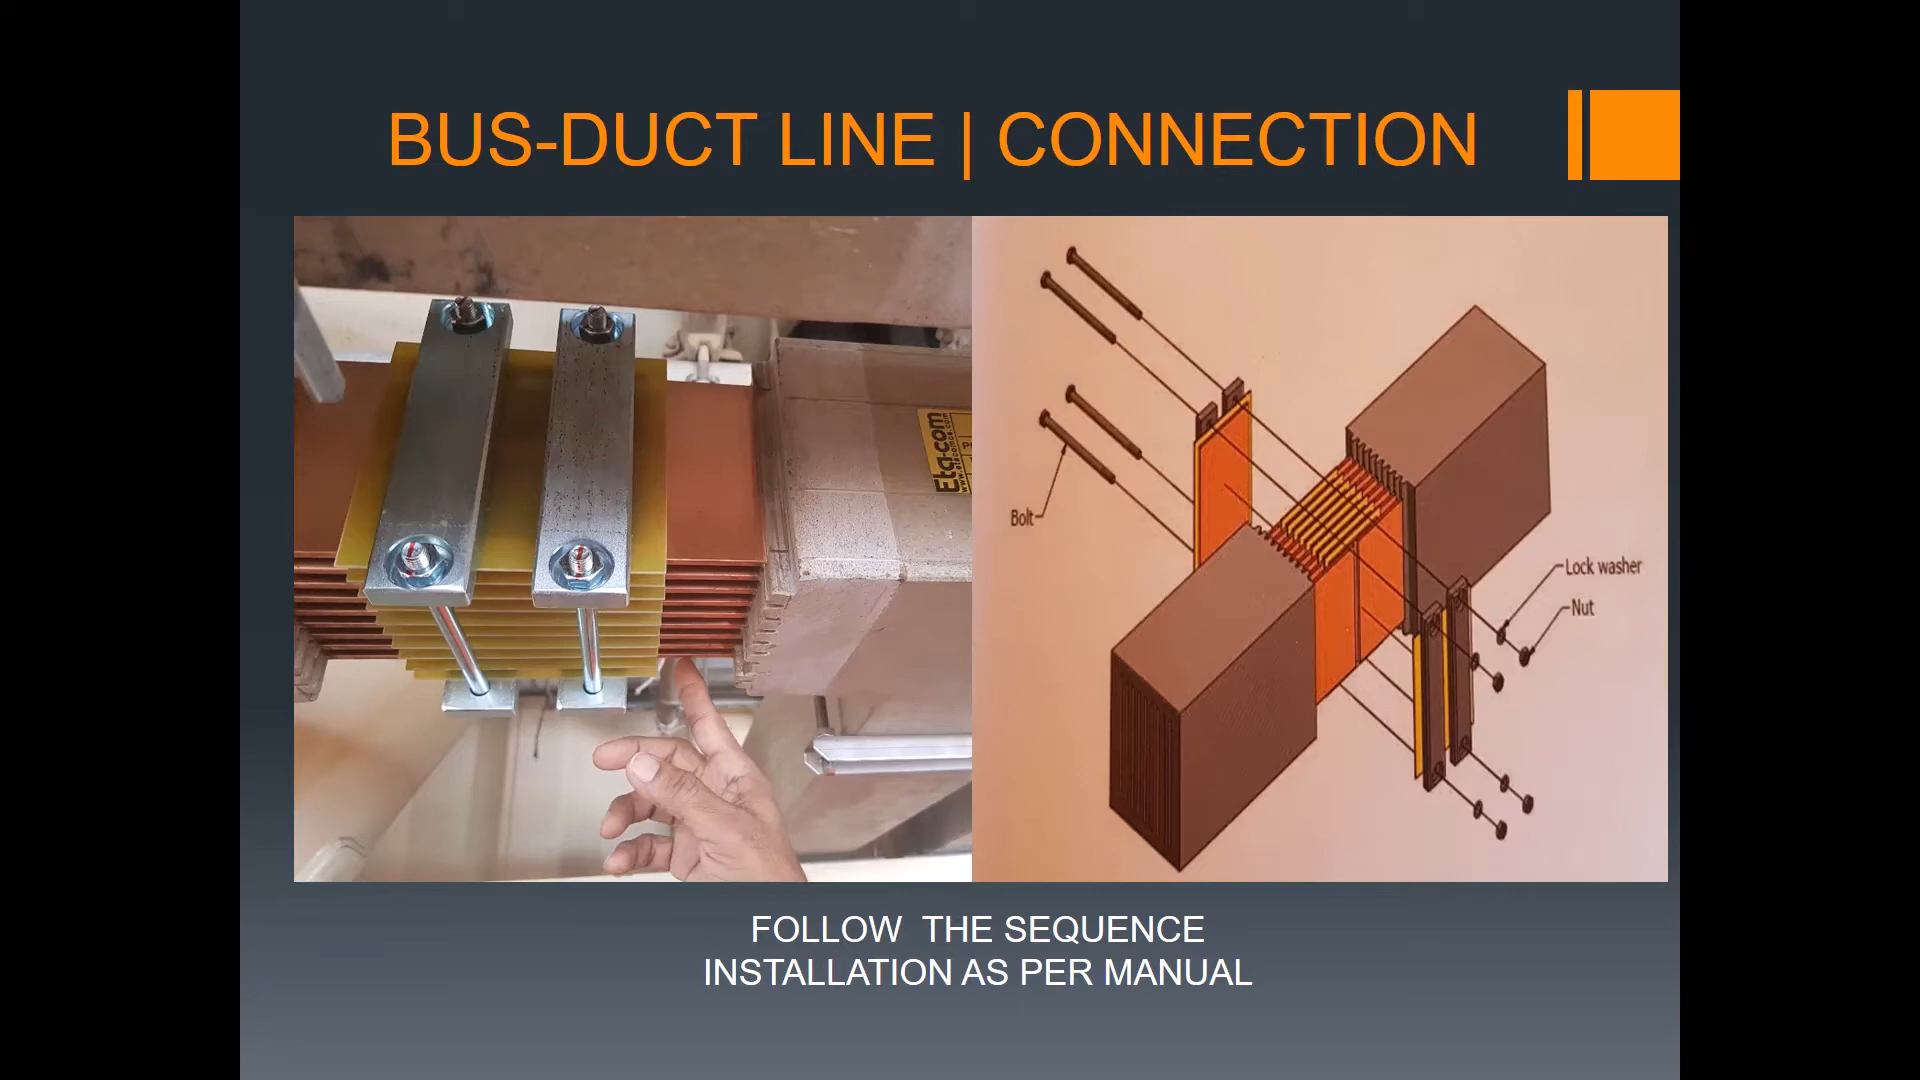 BUS-DUCT LINE | CONNECTION
Eta-com
Bolt
Lock washer
Nut
FOLLOW THE SEQUENCE
INSTALLATION AS PER MANUAL